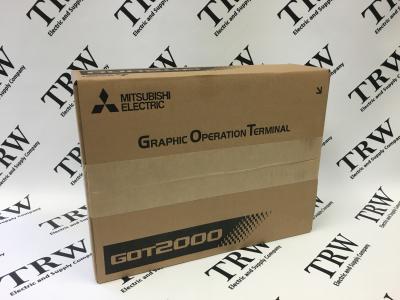 MITSUBISHI
ELECTRIC
GRAPHIC OPERATION TERMINAL
GOT2000
TRW
Electric and Supply Company